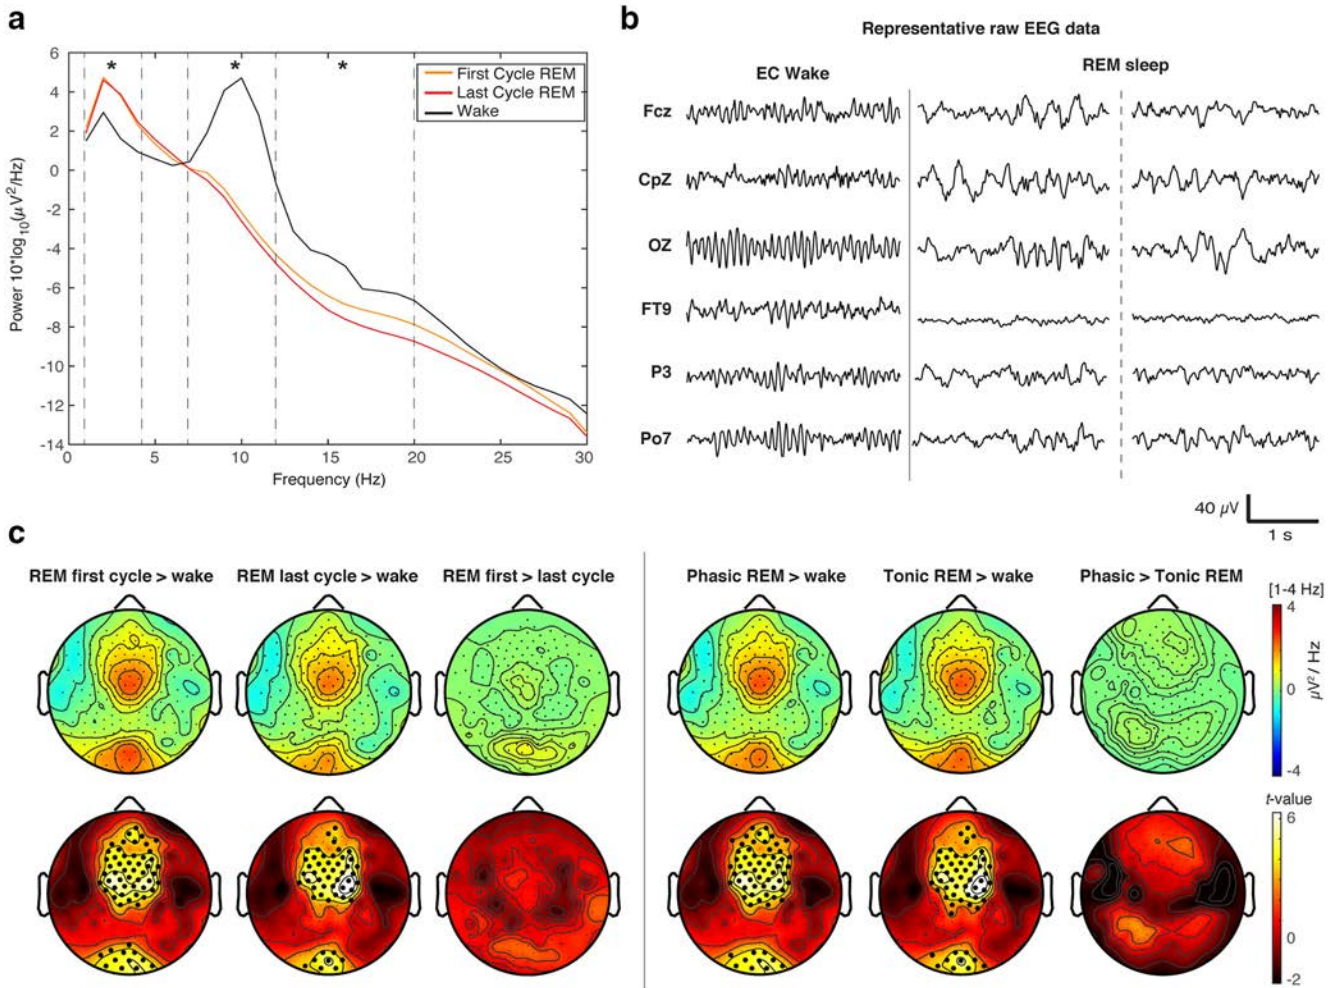 a
6
4
2
0
-2
-4
-6
-8
-10
-12
-14
Power 10*log10(μV2/Hz)
* * *
First Cycle REM
Last Cycle REM
Wake
0 5 10 15 20 25 30
Frequency (Hz)
b
Representative raw EEG data
EC Wake REM sleep
Fcz
CpZ
OZ
FT9
P3
Po7
40 μV
1 s
c
REM first cycle > wake REM last cycle > wake REM first > last cycle
Phasic REM > wake Tonic REM > wake Phasic > Tonic REM
[1-4 Hz]
4
0
-4
μV2/ Hz
t-value
6
0
-2